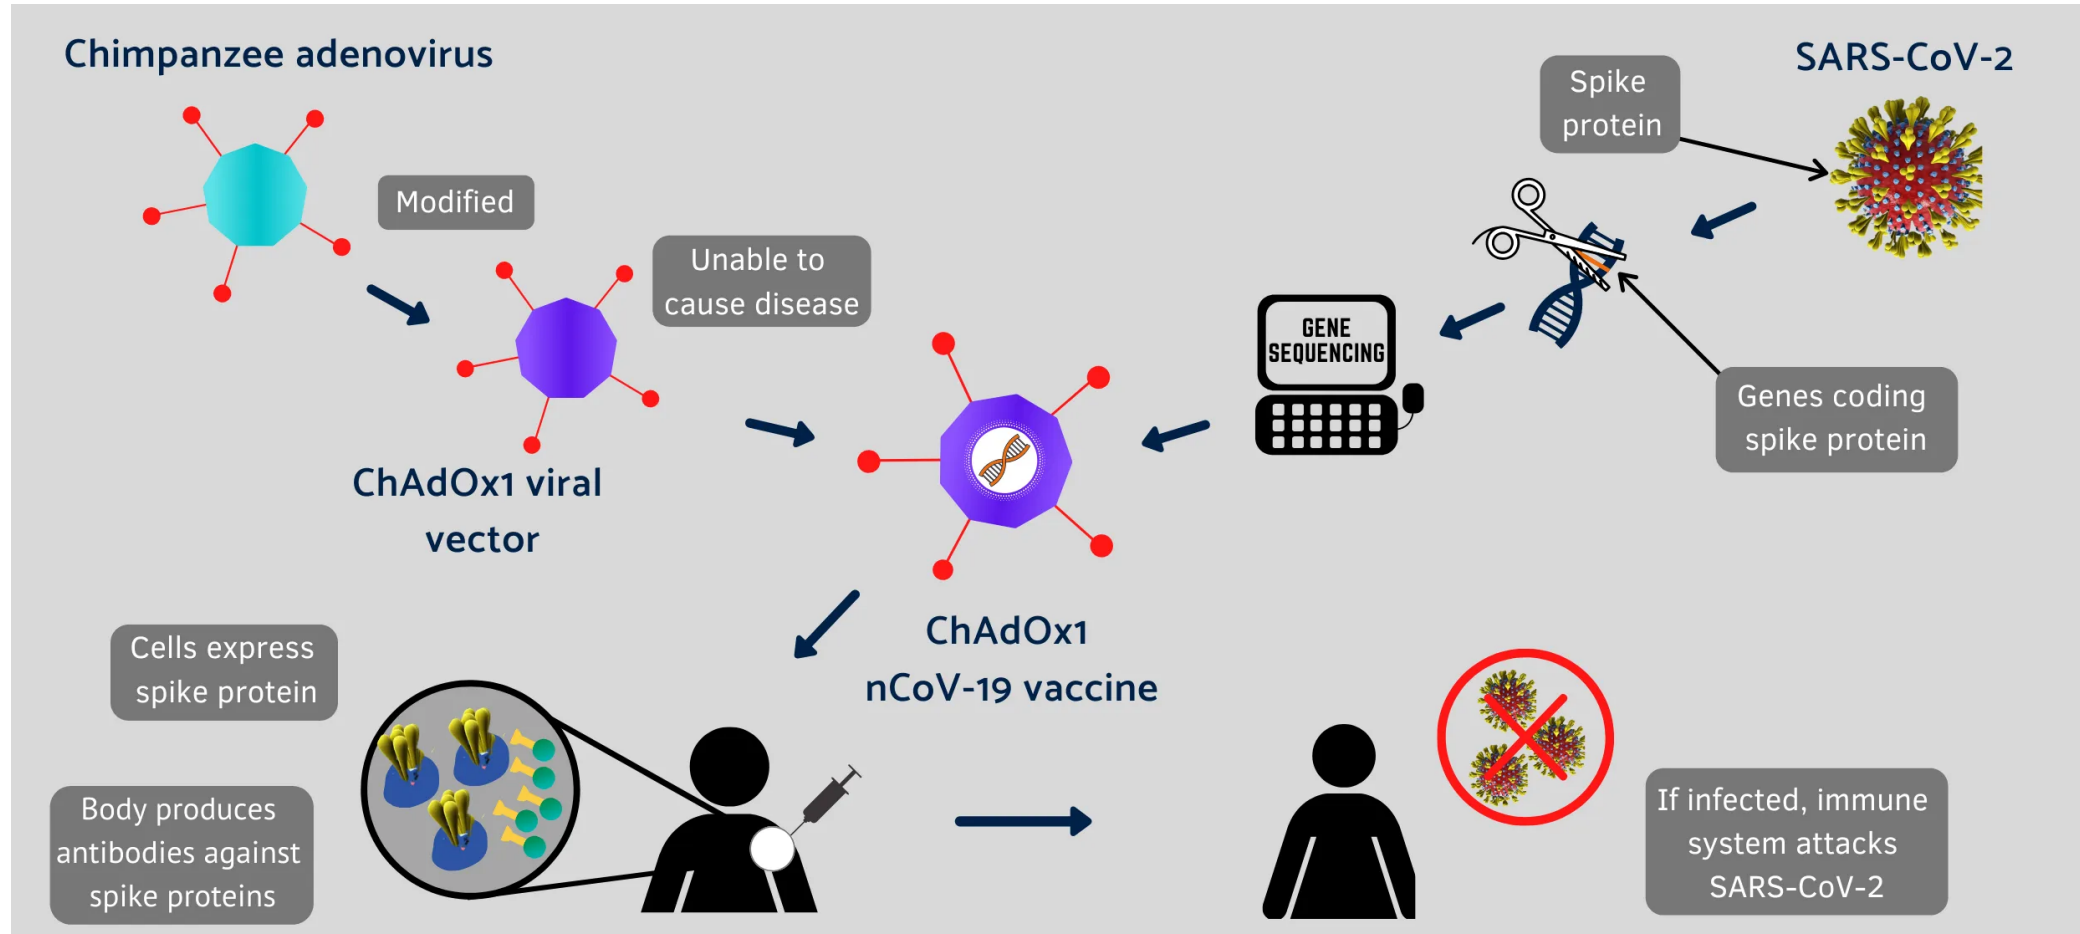 Chimpanzee adenovirus
SARS-CoV-2
Spike
protein
Modified
Unable to
cause disease
GENE
SEQUENCING
Genes coding
spike protein
ChAdOx1 viral
vector
ChAdOx1
nCoV-19 vaccine
Cells express
spike protein
Body produces
antibodies against
spike proteins
If infected, immune
system attacks
SARS-CoV-2